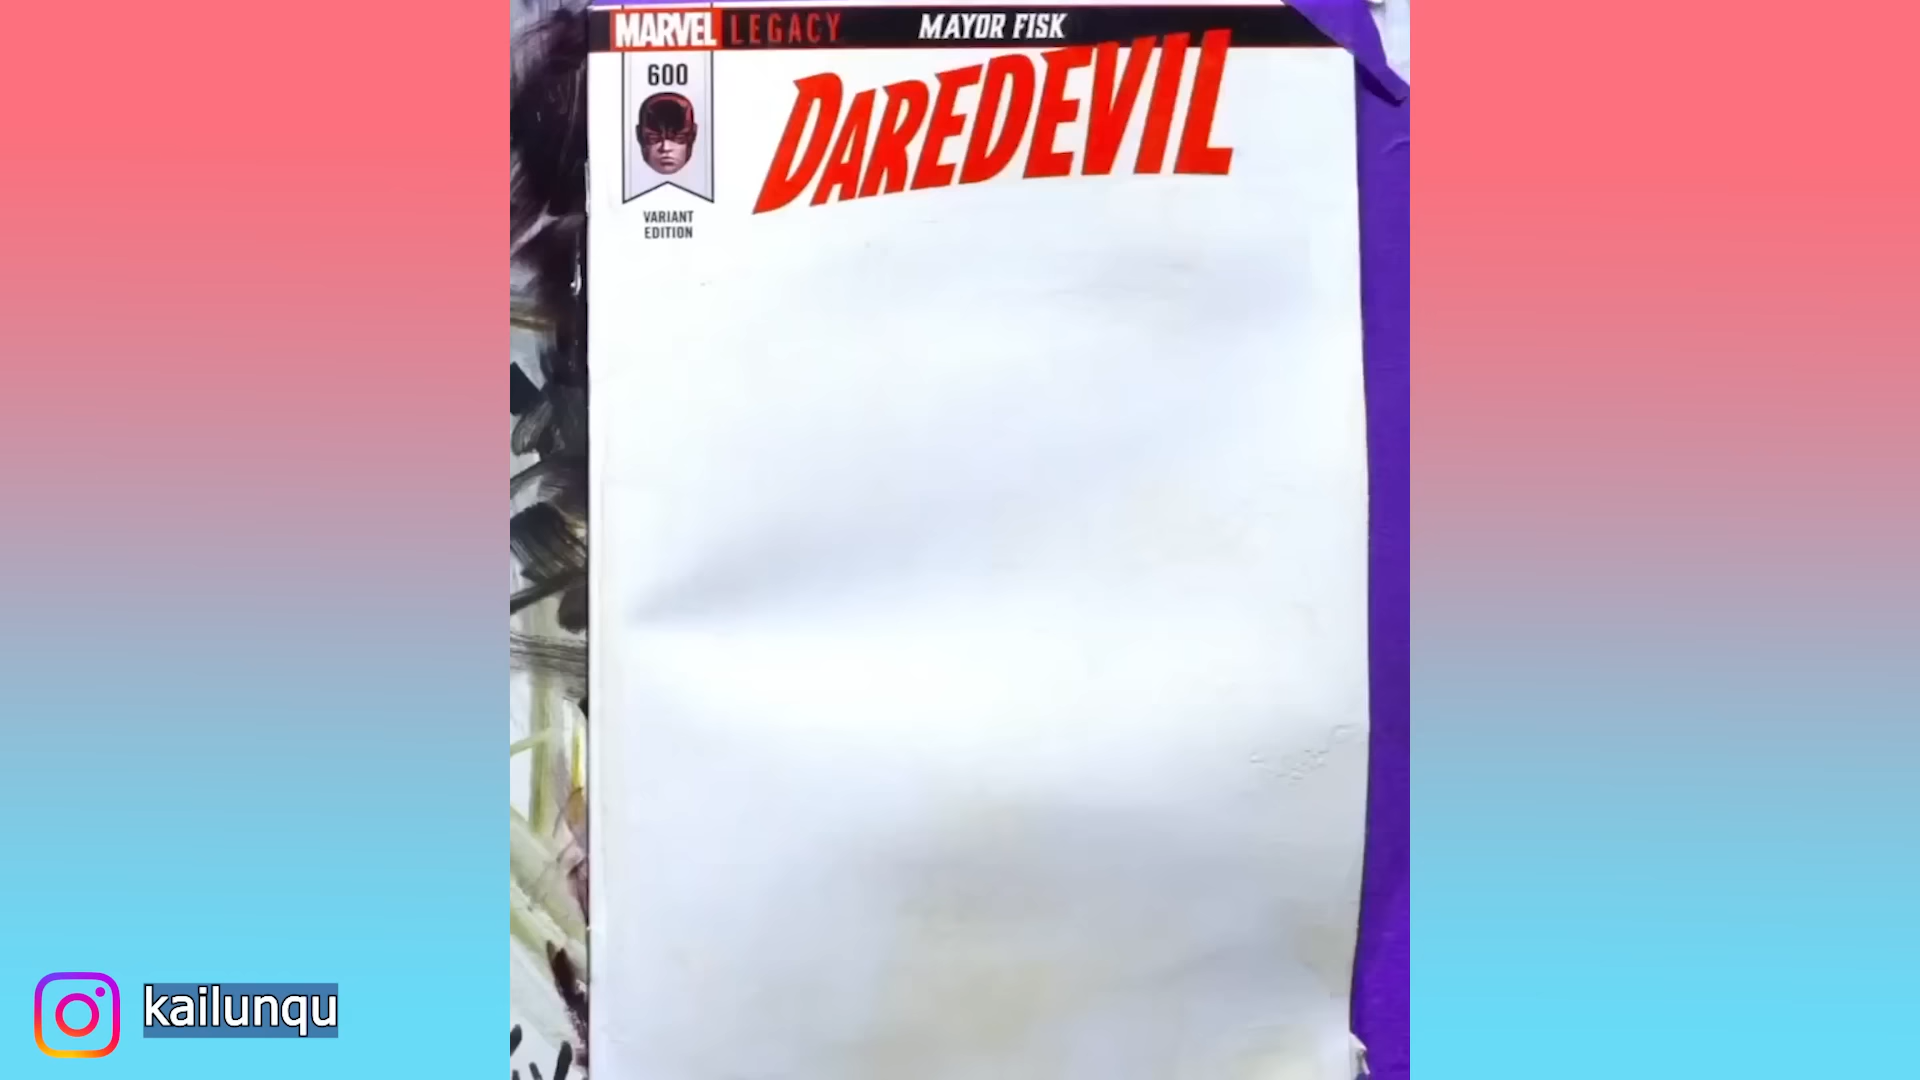 MARVEL LEGACY MAYOR FISK
600
DAREDEVIL
VARIANT
EDITION
kailunqu